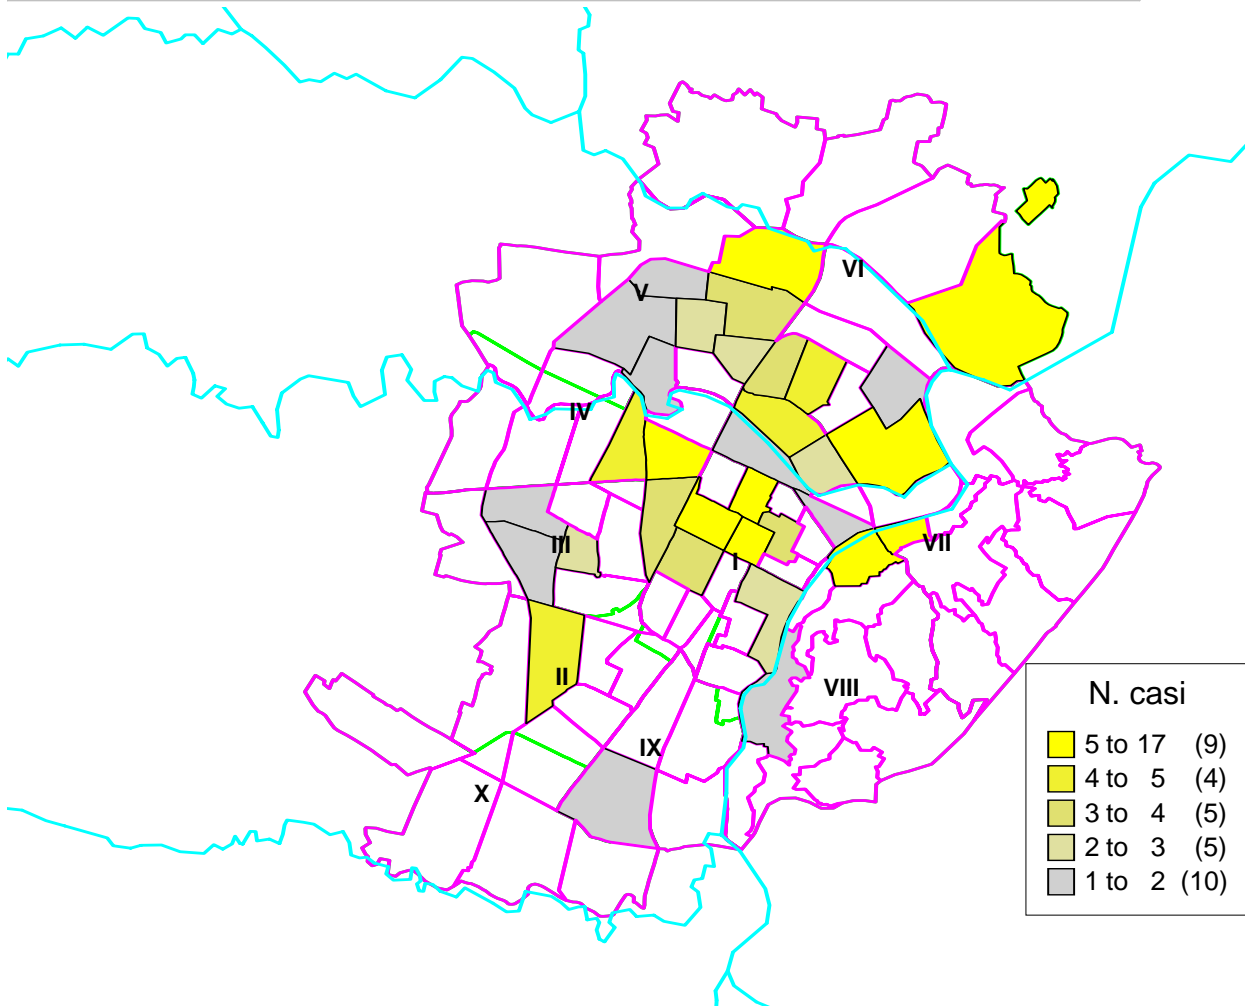 VI
V
IV
III
I
VII
II
VIII
IX
X
N. casi
5 to 17 (9)
4 to 5 (4)
3 to 4 (5)
2 to 3 (5)
1 to 2 (10)